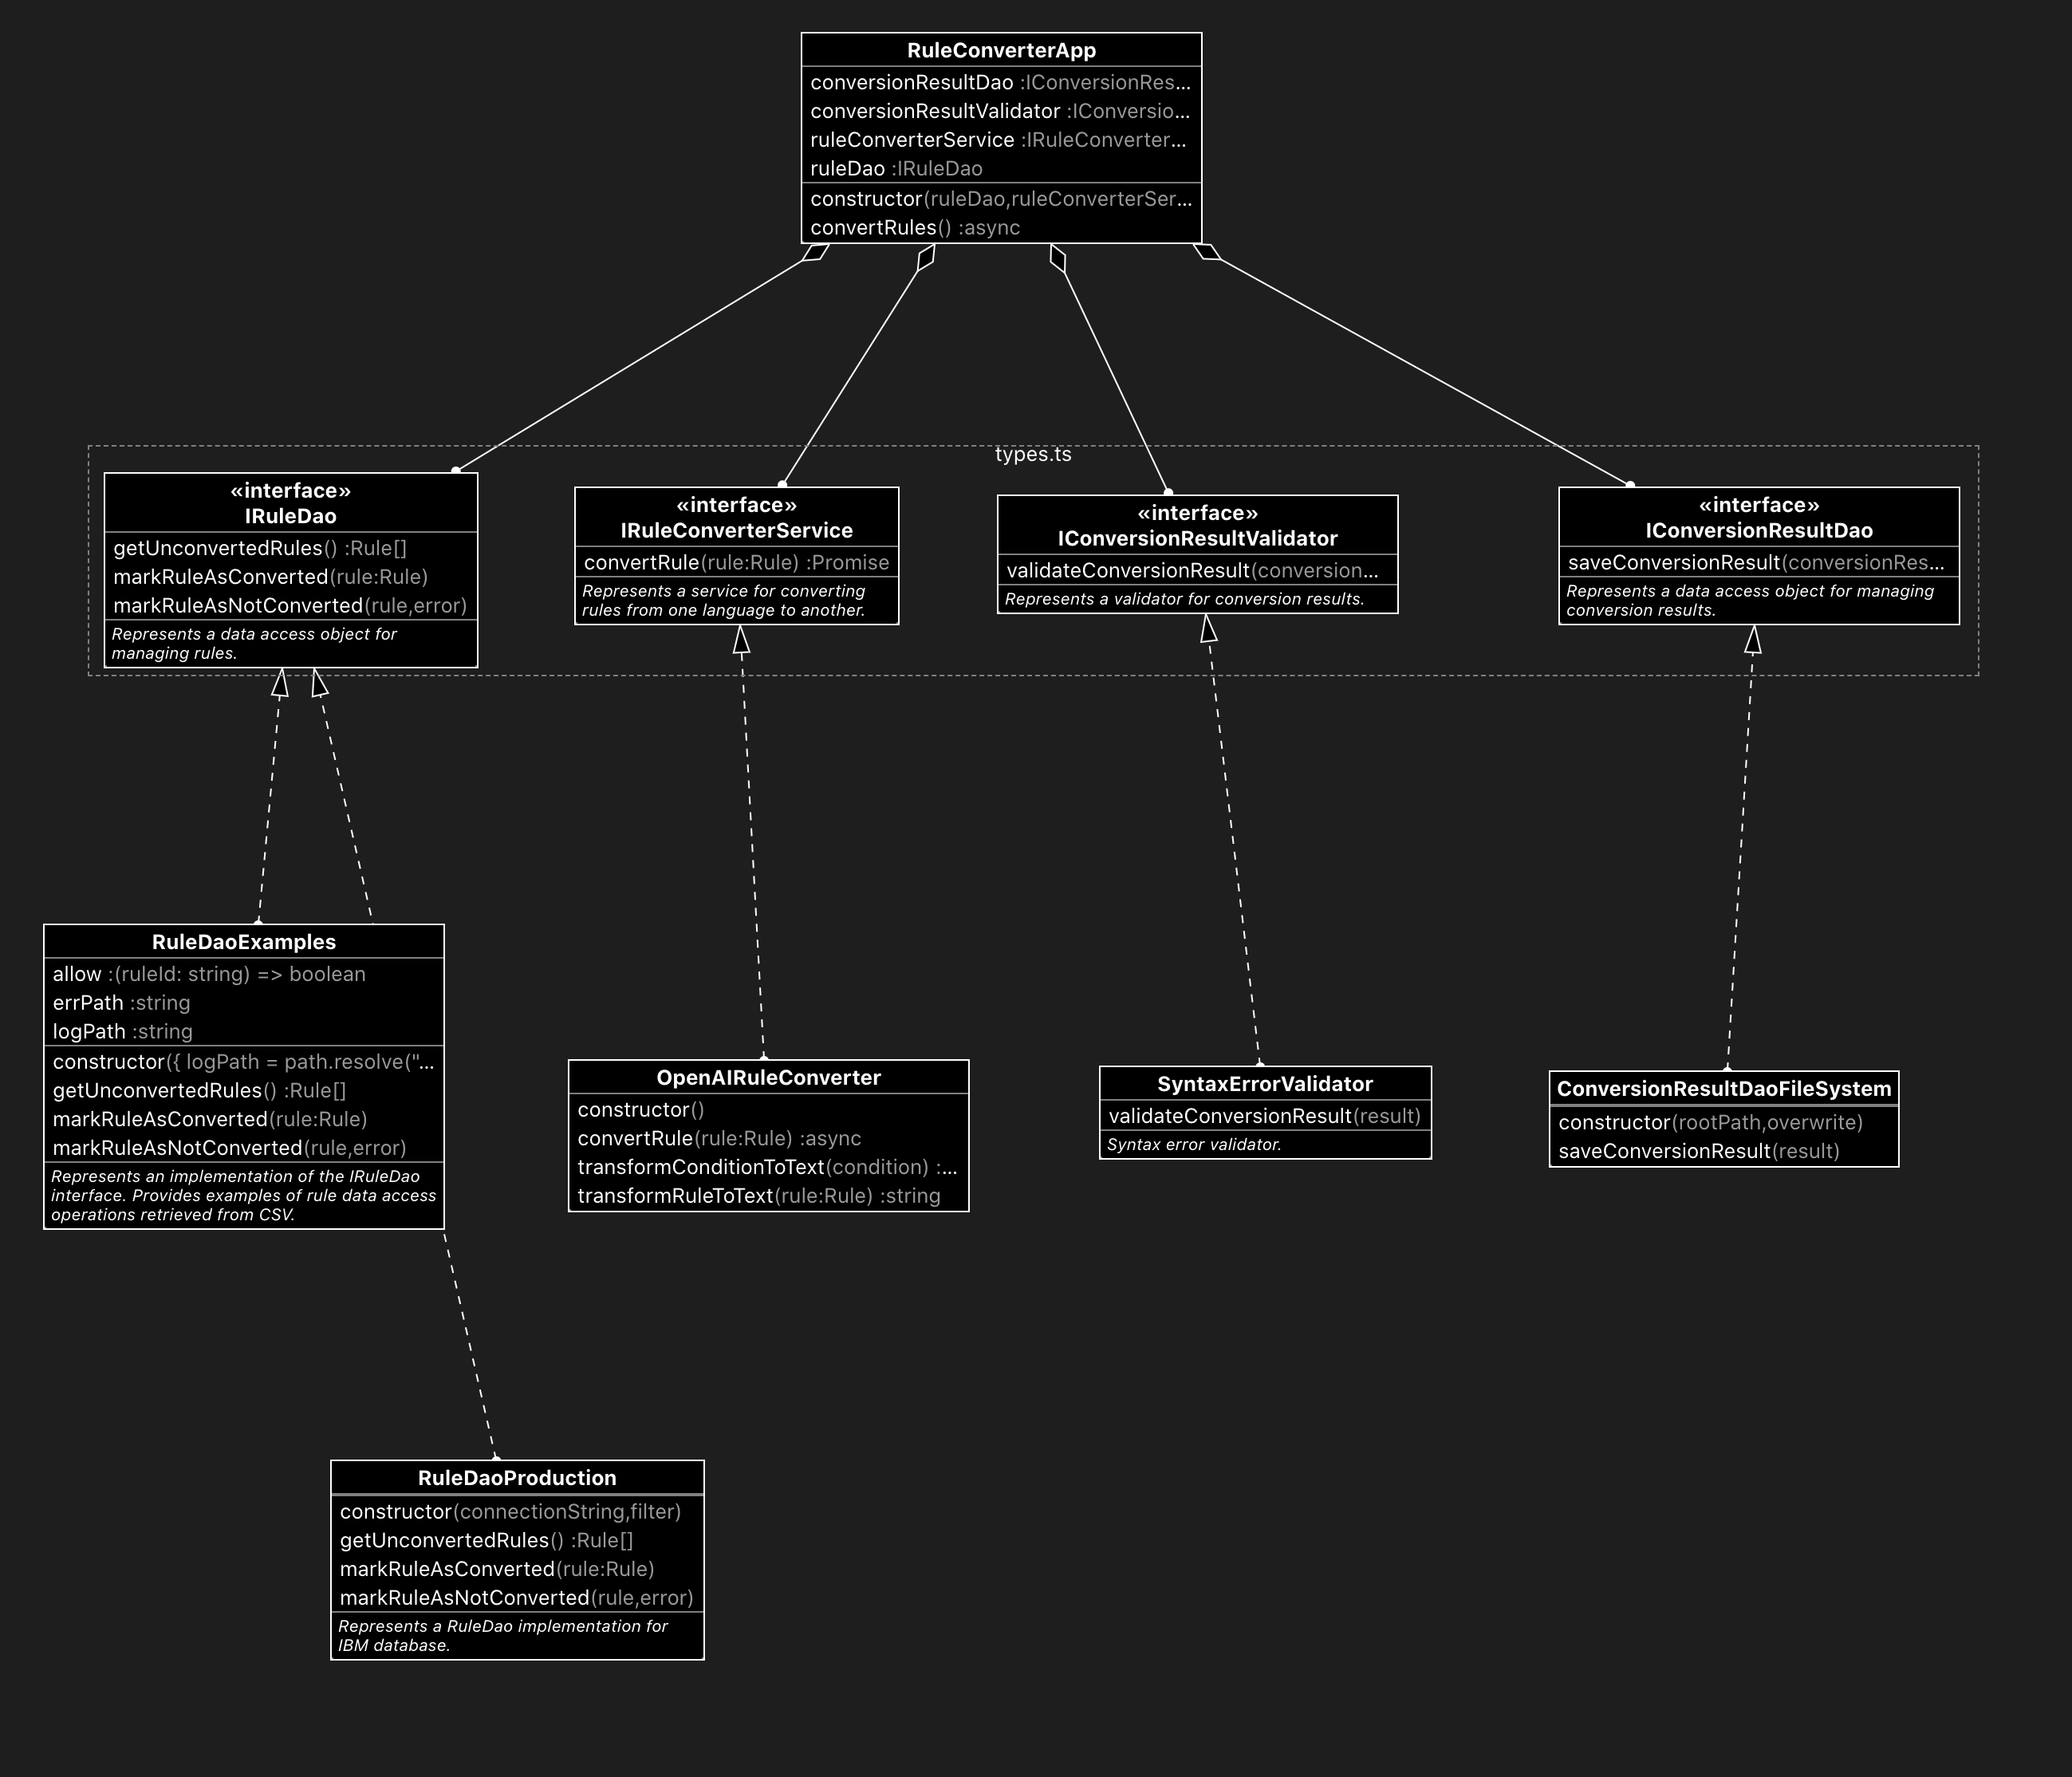 RuleConverterApp
conversionResultDao :IConversionRes...
conversionResultValidator :IConversio...
ruleConverterService :IRuleConverter...
ruleDao :IRuleDao
constructor(ruleDao,ruleConverterSer...
convertRules() :async
types.ts
«interface»
IRuleDao
getUnconvertedRules() :Rule[]
markRuleAsConverted(rule:Rule)
markRuleAsNotConverted(rule,error)
Represents a data access object for
managing rules.
«interface»
IRuleConverterService
convertRule(rule:Rule) :Promise
Represents a service for converting
rules from one language to another.
«interface»
IConversionResultValidator
validateConversionResult(conversion...
Represents a validator for conversion results.
«interface»
IConversionResultDao
saveConversionResult(conversionRes...
Represents a data access object for managing
conversion results.
RuleDaoExamples
allow :(ruleId: string) => boolean
errPath :string
logPath :string
constructor({ logPath = path.resolve("...
getUnconvertedRules() :Rule[]
markRuleAsConverted(rule:Rule)
markRuleAsNotConverted(rule,error)
Represents an implementation of the IRuleDao
interface. Provides examples of rule data access
operations retrieved from CSV.
OpenAIRuleConverter
constructor()
convertRule(rule:Rule) :async
transformConditionToText(condition) :...
transformRuleToText(rule:Rule) :string
SyntaxErrorValidator
validateConversionResult(result)
Syntax error validator.
ConversionResultDaoFileSystem
constructor(rootPath,overwrite)
saveConversionResult(result)
RuleDaoProduction
constructor(connectionString,filter)
getUnconvertedRules() :Rule[]
markRuleAsConverted(rule:Rule)
markRuleAsNotConverted(rule,error)
Represents a RuleDao implementation for
IBM database.